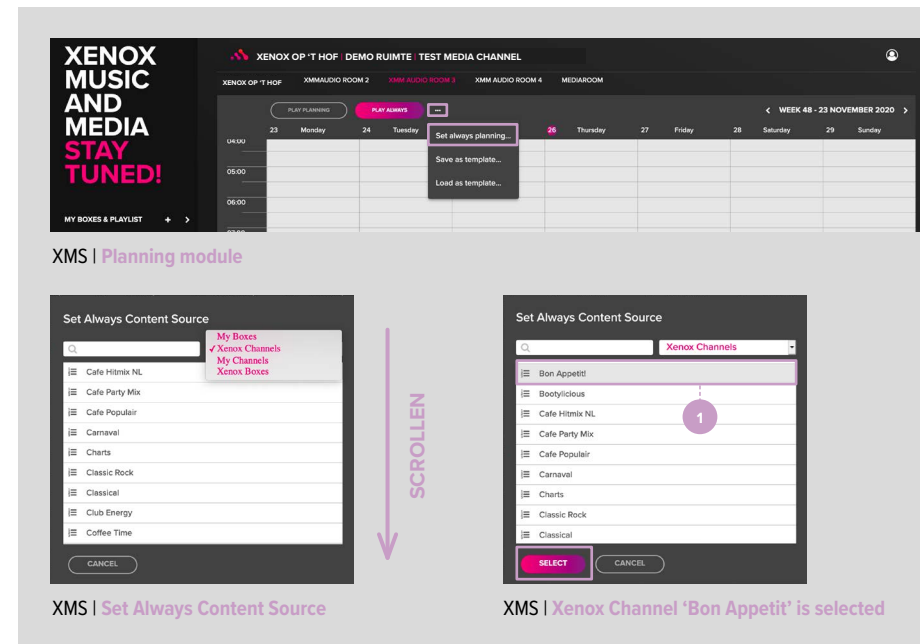 XENOX
MUSIC
AND
MEDIA
STAY
TUNED!
MY BOXES & PLAYLIST + >
XENOX OP 'T HOF | DEMO RUIMTE | TEST MEDIA CHANNEL
XENOX OP 'T HOF XMMAUDIO ROOM 2 XMM AUDIO ROOM 3 XMM AUDIO ROOM 4 MEDIAROOM
PLAY PLANNING PLAY ALWAYS ... < WEEK 48 - 23 NOVEMBER 2020 >
23 Monday 24 Tuesday 26 Thursday 27 Friday 28 Saturday 29 Sunday
Set always planning...
Save as template...
Load as template...
04:00
05:00
06:00
07:00
XMS | Planning module
Set Always Content Source
My Boxes
✓Xenox Channels
My Channels
Xenox Boxes
Cafe Hitmix NL
Cafe Party Mix
Cafe Populair
Carnaval
Charts
Classic Rock
Classical
Club Energy
Coffee Time
CANCEL
XMS | Set Always Content Source
SCROLLEN
Set Always Content Source
Xenox Channels
Bon Appetit!
Bootylicious
Cafe Hitmix NL
Cafe Party Mix
Cafe Populair
Carnaval
Charts
Classic Rock
Classical
1
SELECT CANCEL
XMS | Xenox Channel ‘Bon Appetit’ is selected